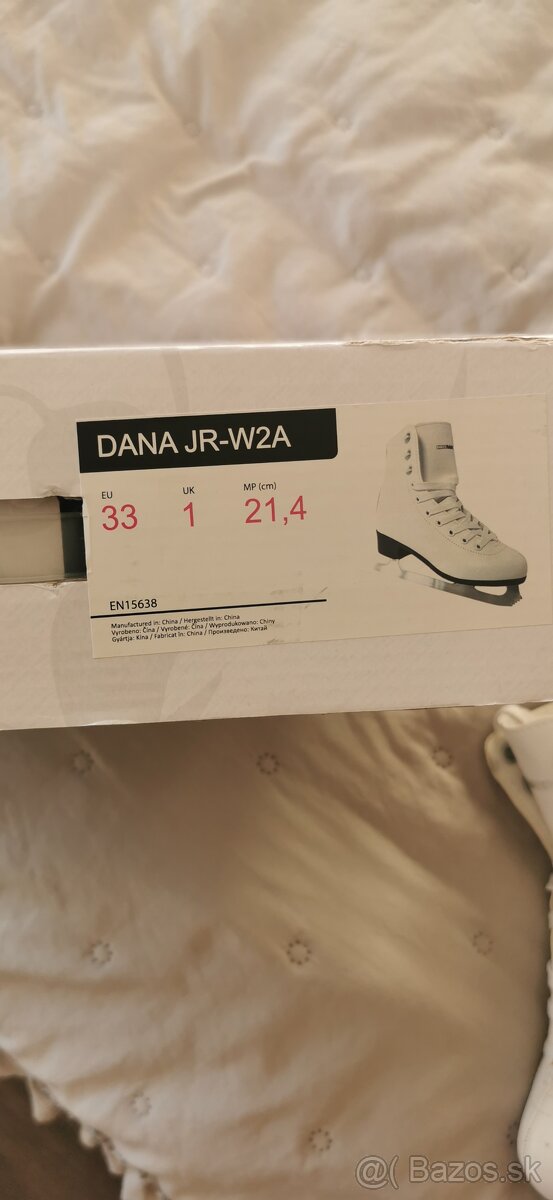 DANA JR-W2A
EU UK MP (cm)
33 1 21,4
EN15638
Manufactured in: China / Hergestellt in: China
Vyrobeno: Čína / Vyrobené: Čína / Wyprodukowano: Chiny
Gyártja: Kína / Fabricat în: China / Произведено: Китай
@( Bazos.sk